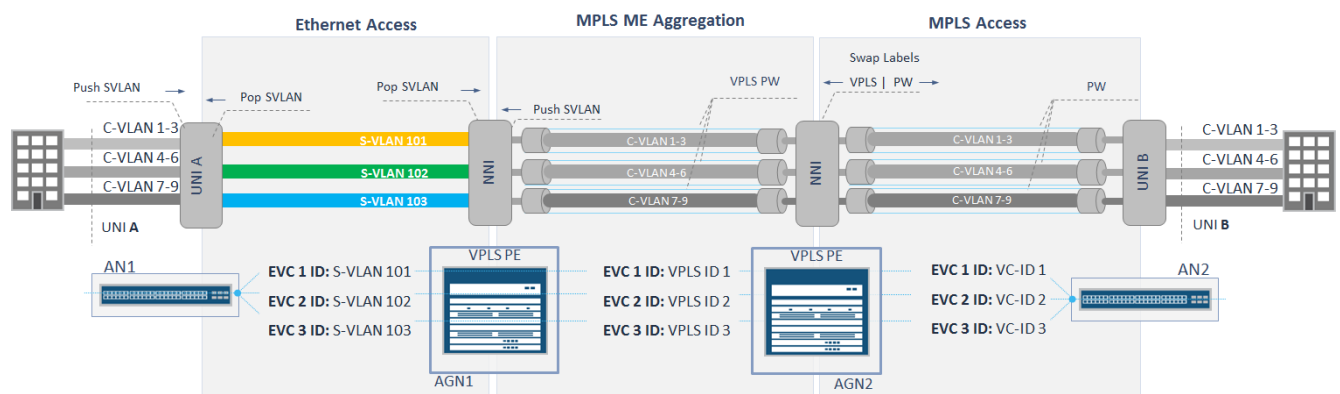 Ethernet Access
MPLS ME Aggregation
MPLS Access
Push SVLAN
Pop SVLAN
Pop SVLAN
Push SVLAN
VPLS PW
Swap Labels
VPLS | PW
PW
C-VLAN 1-3
C-VLAN 4-6
C-VLAN 7-9
UNI A
UNI A
S-VLAN 101
S-VLAN 102
S-VLAN 103
NNI
C-VLAN 1-3
C-VLAN 4-6
C-VLAN 7-9
NNI
C-VLAN 1-3
C-VLAN 4-6
C-VLAN 7-9
UNI B
C-VLAN 1-3
C-VLAN 4-6
C-VLAN 7-9
UNI B
AN1
EVC 1 ID: S-VLAN 101
EVC 2 ID: S-VLAN 102
EVC 3 ID: S-VLAN 103
VPLS PE
AGN1
EVC 1 ID: VPLS ID 1
EVC 2 ID: VPLS ID 2
EVC 3 ID: VPLS ID 3
VPLS PE
AGN2
EVC 1 ID: VC-ID 1
EVC 2 ID: VC-ID 2
EVC 3 ID: VC-ID 3
AN2